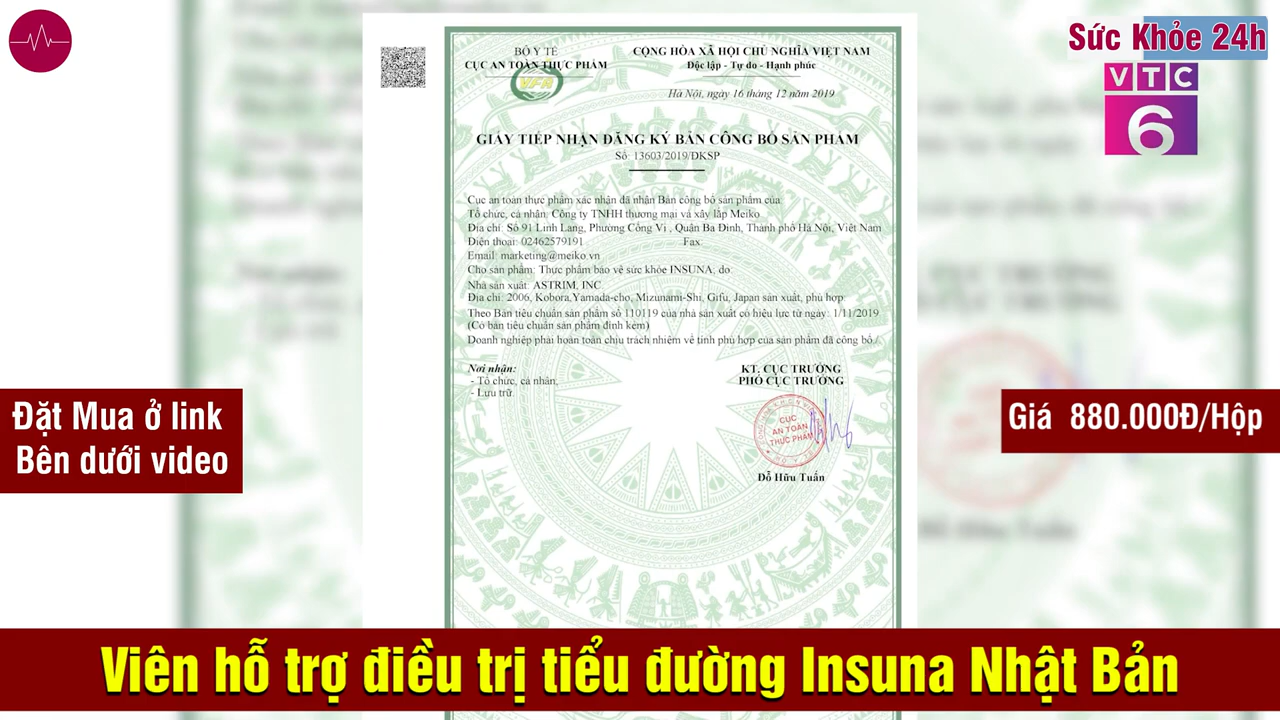 Sức Khỏe 24h
VTC
6
BỘ Y TẾ
CỤC AN TOÀN THỰC PHẨM
VFA
CỘNG HÒA XÃ HỘI CHỦ NGHĨA VIỆT NAM
Độc lập - Tự do - Hạnh phúc
Hà Nội, ngày 16 tháng 12 năm 2019
GIẤY TIẾP NHẬN ĐĂNG KÝ BẢN CÔNG BỐ SẢN PHẨM
Số: 13603/2019/ĐKSP
Cục an toàn thực phẩm xác nhận đã nhận Bản công bố sản phẩm của:
Tổ chức, cá nhân: Công ty TNHH thương mại và xây lắp Meiko
Địa chỉ: Số 91 Linh Lang, Phường Cống Vị , Quận Ba Đình, Thành phố Hà Nội, Việt Nam
Điện thoại: 02462579191 Fax:
Email: marketing@meiko.vn
Cho sản phẩm: Thực phẩm bảo vệ sức khỏe INSUNA, do
Nhà sản xuất: ASTRIM, INC.
Địa chỉ: 2006, Kobora,Yamada-cho, Mizunami-Shi, Gifu, Japan sản xuất, phù hợp:
Theo Bản tiêu chuẩn sản phẩm số 110119 của nhà sản xuất có hiệu lực từ ngày: 1/11/2019
(Có bản tiêu chuẩn sản phẩm đính kèm)
Doanh nghiệp phải hoàn toàn chịu trách nhiệm về tính phù hợp của sản phẩm đã công bố./.
Nơi nhận:
- Tổ chức, cá nhân;
- Lưu trữ.
KT. CỤC TRƯỞNG
PHÓ CỤC TRƯỞNG
CỤC
AN TOÀN
THỰC PHẨM
Đỗ Hữu Tuấn
Đặt Mua ở link
Bên dưới video
Giá 880.000Đ/Hộp
Viên hỗ trợ điều trị tiểu đường Insuna Nhật Bản